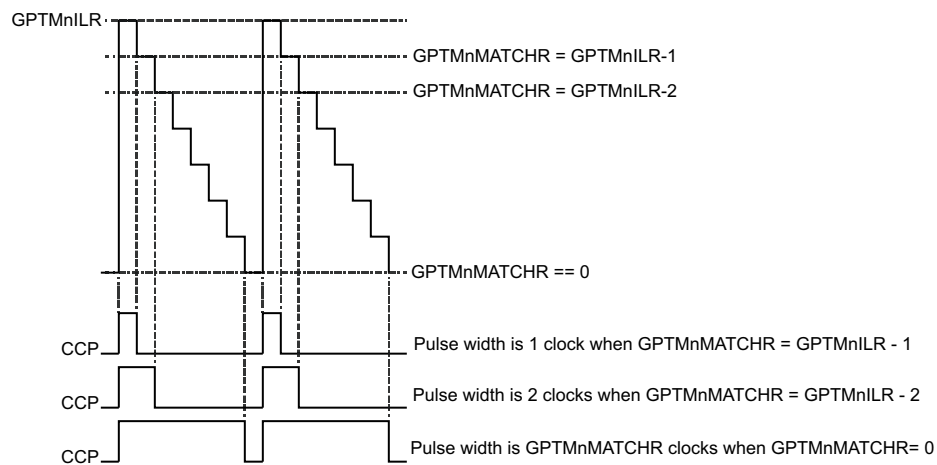 GPTMnILR
GPTMnMATCHR = GPTMnILR-1
GPTMnMATCHR = GPTMnILR-2
GPTMnMATCHR == 0
CCP
Pulse width is 1 clock when GPTMnMATCHR = GPTMnILR - 1
CCP
Pulse width is 2 clocks when GPTMnMATCHR = GPTMnILR - 2
CCP
Pulse width is GPTMnMATCHR clocks when GPTMnMATCHR= 0